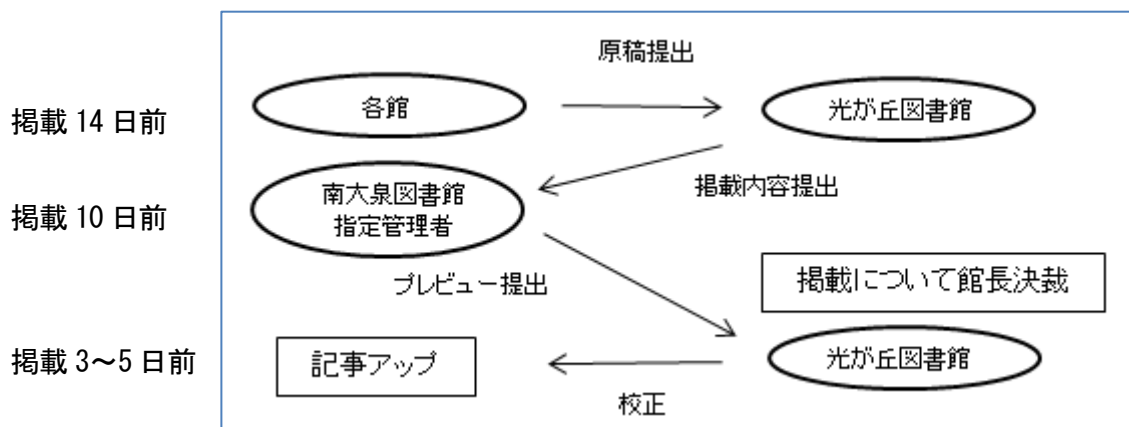 原稿提出
掲載 14 日前
各館
光が丘図書館
掲載内容提出
掲載 10 日前
南大泉図書館
指定管理者
プレビュー提出
掲載について館長決裁
掲載 3～5 日前
記事アップ
光が丘図書館
校正